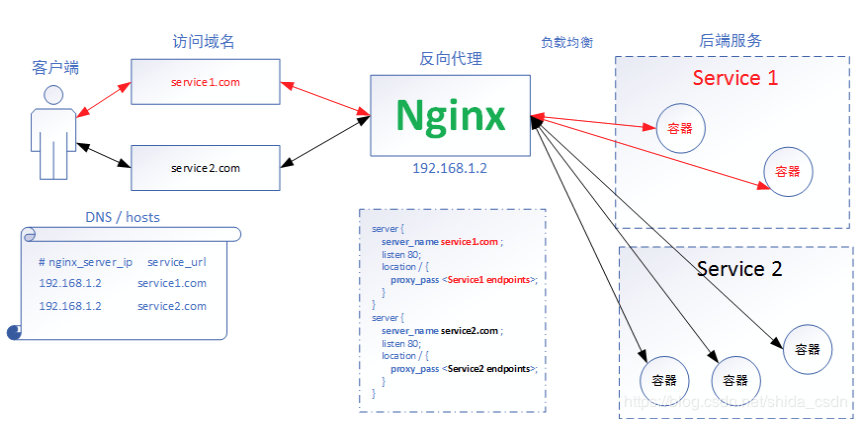 客户端
访问域名
service1.com
service2.com
反向代理
Nginx
192.168.1.2
负载均衡
后端服务
Service 1
容器
容器
Service 2
容器
容器
容器
DNS / hosts
# nginx_server_ip service_url
192.168.1.2 service1.com
192.168.1.2 service2.com
server {
server_name service1.com ;
listen 80;
location / {
proxy_pass <Service1 endpoints>;
}
}
server {
server_name service2.com ;
listen 80;
location / {
proxy_pass <Service2 endpoints>;
}
}
https://blog.csdn.net/shida_csdn